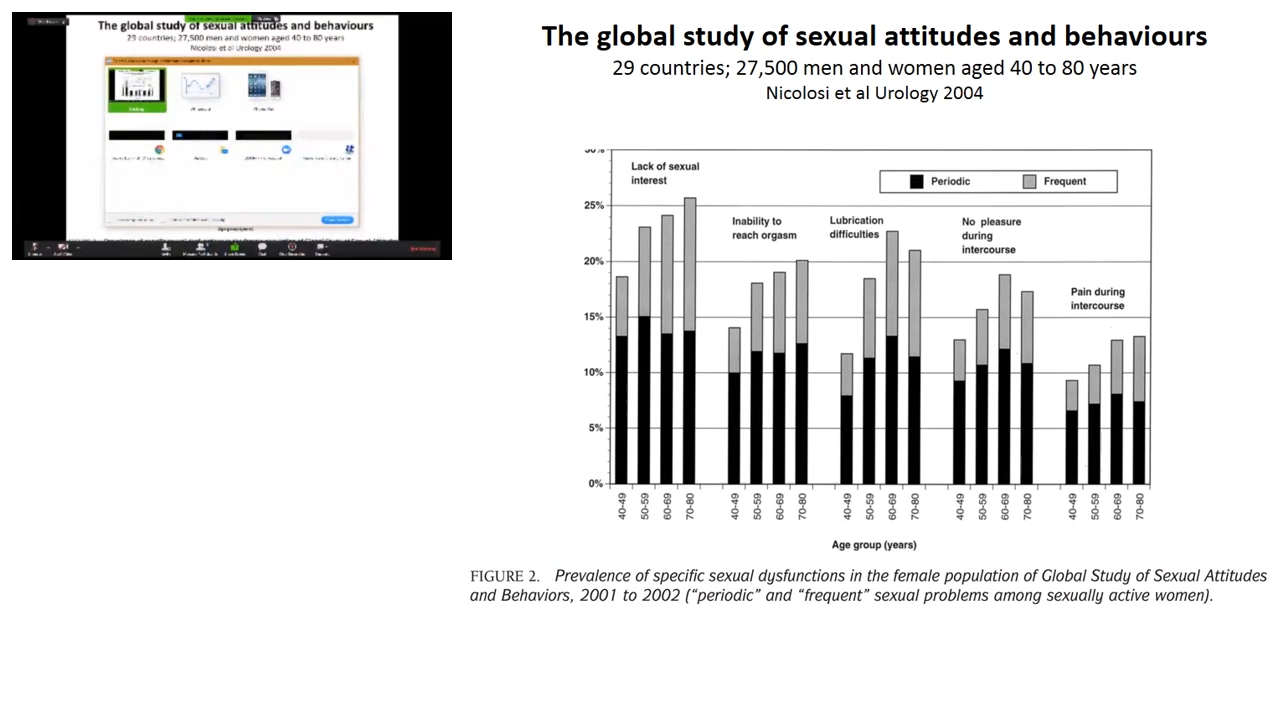 The global study of sexual attitudes and behaviours
29 countries; 27,500 men and women aged 40 to 80 years
Nicolosi et al Urology 2004
The global study of sexual attitudes and behaviours
29 countries; 27,500 men and women aged 40 to 80 years
Nicolosi et al Urology 2004
30%
25%
20%
15%
10%
5%
0%
Lack of sexual
interest
Inability to
reach orgasm
Lubrication
difficulties
No pleasure
during
intercourse
Pain during
intercourse
Periodic
Frequent
40-49
50-59
60-69
70-80
40-49
50-59
60-69
70-80
40-49
50-59
60-69
70-80
40-49
50-59
60-69
70-80
40-49
50-59
60-69
70-80
Age group (years)
FIGURE 2. Prevalence of specific sexual dysfunctions in the female population of Global Study of Sexual Attitudes
and Behaviors, 2001 to 2002 (“periodic” and “frequent” sexual problems among sexually active women).
Age group (years)